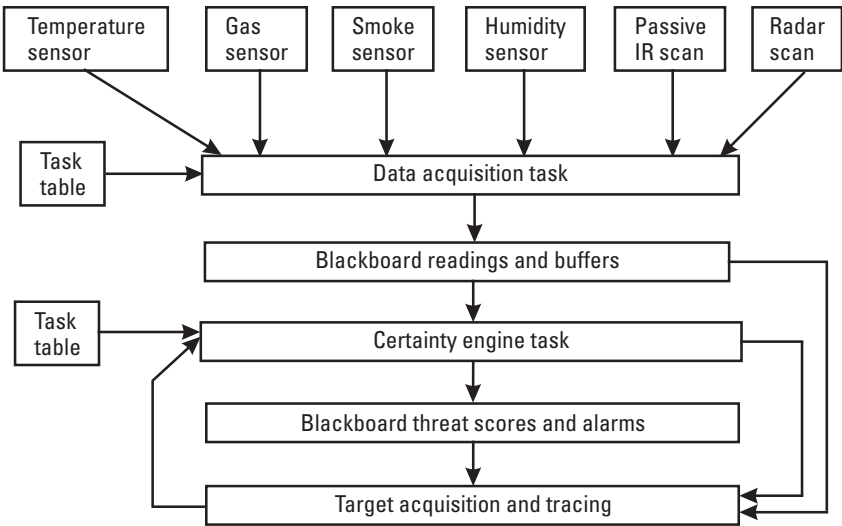 Temperature
sensor
Gas
sensor
Smoke
sensor
Humidity
sensor
Passive
IR scan
Radar
scan
Task
table
Data acquisition task
Blackboard readings and buffers
Task
table
Certainty engine task
Blackboard threat scores and alarms
Target acquisition and tracing